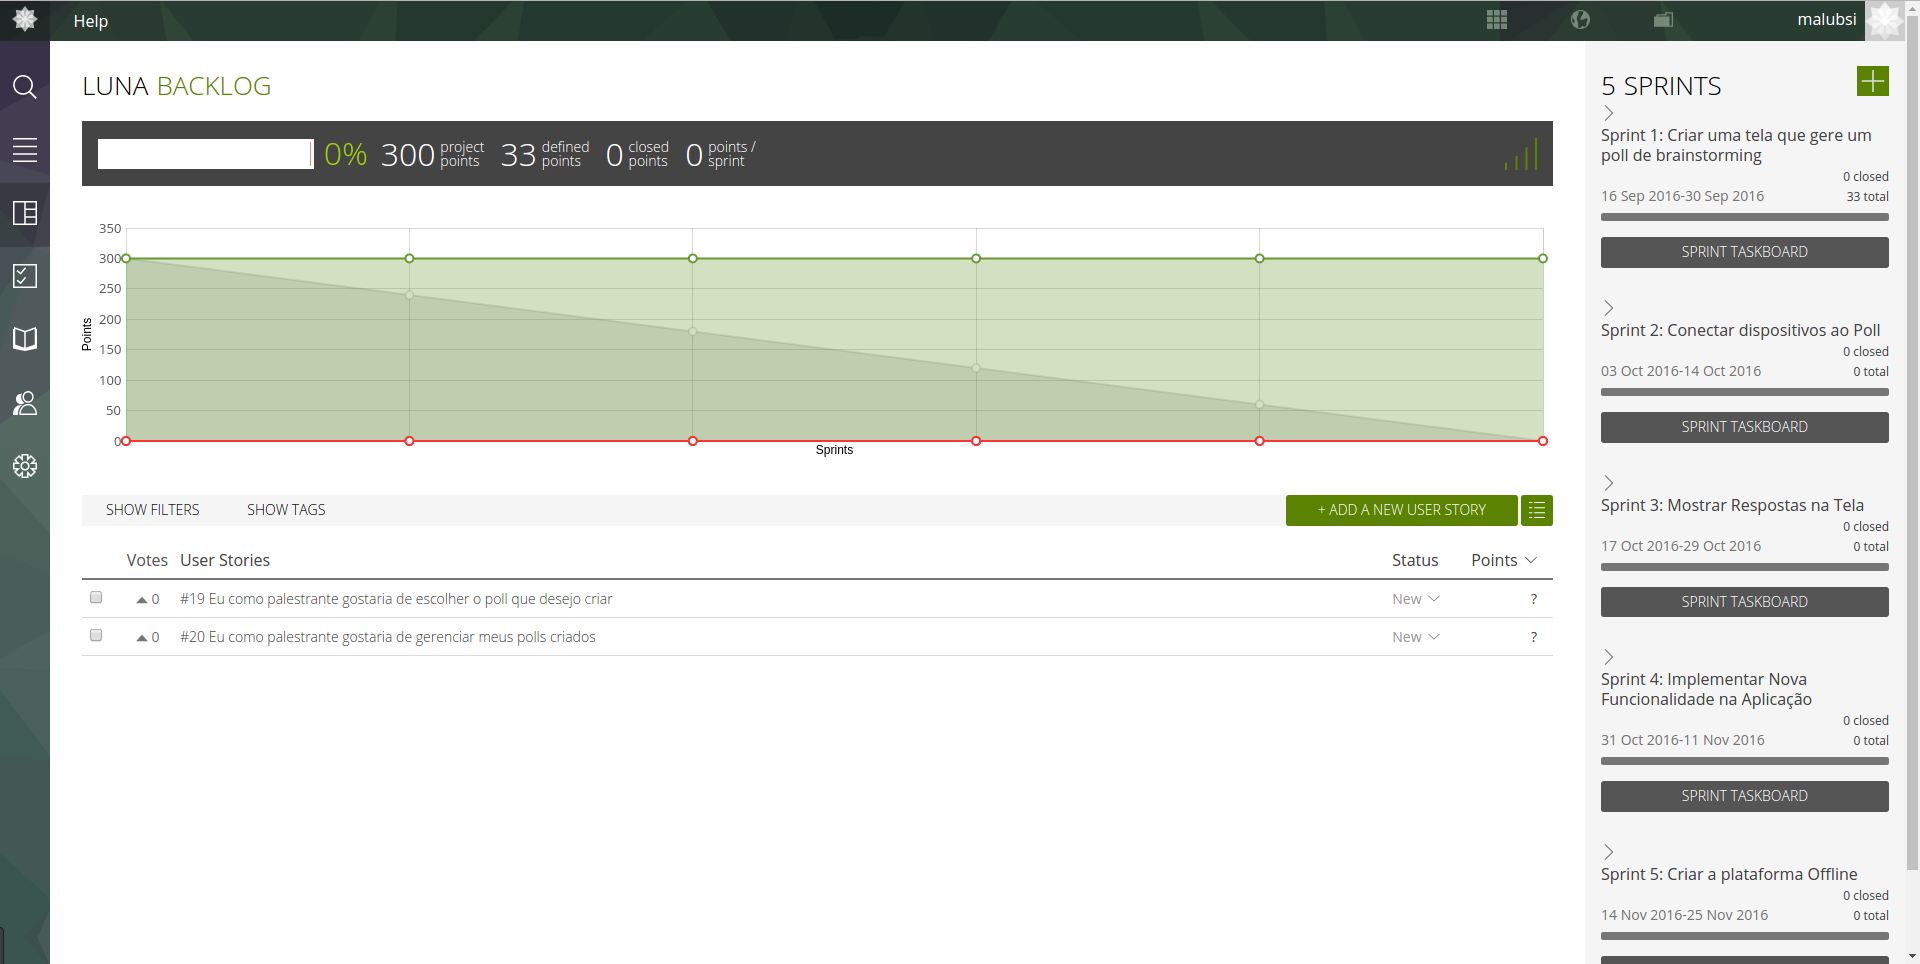 Help
malubsi
LUNA BACKLOG
0% 300 project points 33 defined points 0 closed points 0 points / sprint
350
300
250
200
150
100
50
0
Points
Sprints
SHOW FILTERS SHOW TAGS + ADD A NEW USER STORY
Votes User Stories Status Points
0 #19 Eu como palestrante gostaria de escolher o poll que desejo criar New ?
0 #20 Eu como palestrante gostaria de gerenciar meus polls criados New ?
5 SPRINTS
Sprint 1: Criar uma tela que gere um
poll de brainstorming
0 closed
16 Sep 2016-30 Sep 2016 33 total
SPRINT TASKBOARD
Sprint 2: Conectar dispositivos ao Poll
0 closed
03 Oct 2016-14 Oct 2016 0 total
SPRINT TASKBOARD
Sprint 3: Mostrar Respostas na Tela
0 closed
17 Oct 2016-29 Oct 2016 0 total
SPRINT TASKBOARD
Sprint 4: Implementar Nova
Funcionalidade na Aplicação
0 closed
31 Oct 2016-11 Nov 2016 0 total
SPRINT TASKBOARD
Sprint 5: Criar a plataforma Offline
0 closed
14 Nov 2016-25 Nov 2016 0 total